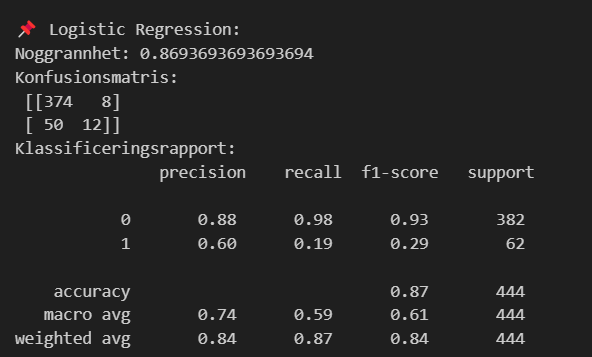 📌 Logistic Regression:
Noggrannhet: 0.8693693693693694
Konfusionsmatris:
[[374   8]
[ 50  12]]
Klassificeringsrapport:
precision    recall  f1-score   support
0       0.88      0.98      0.93       382
1       0.60      0.19      0.29        62
accuracy                           0.87       444
macro avg       0.74      0.59      0.61       444
weighted avg       0.84      0.87      0.84       444